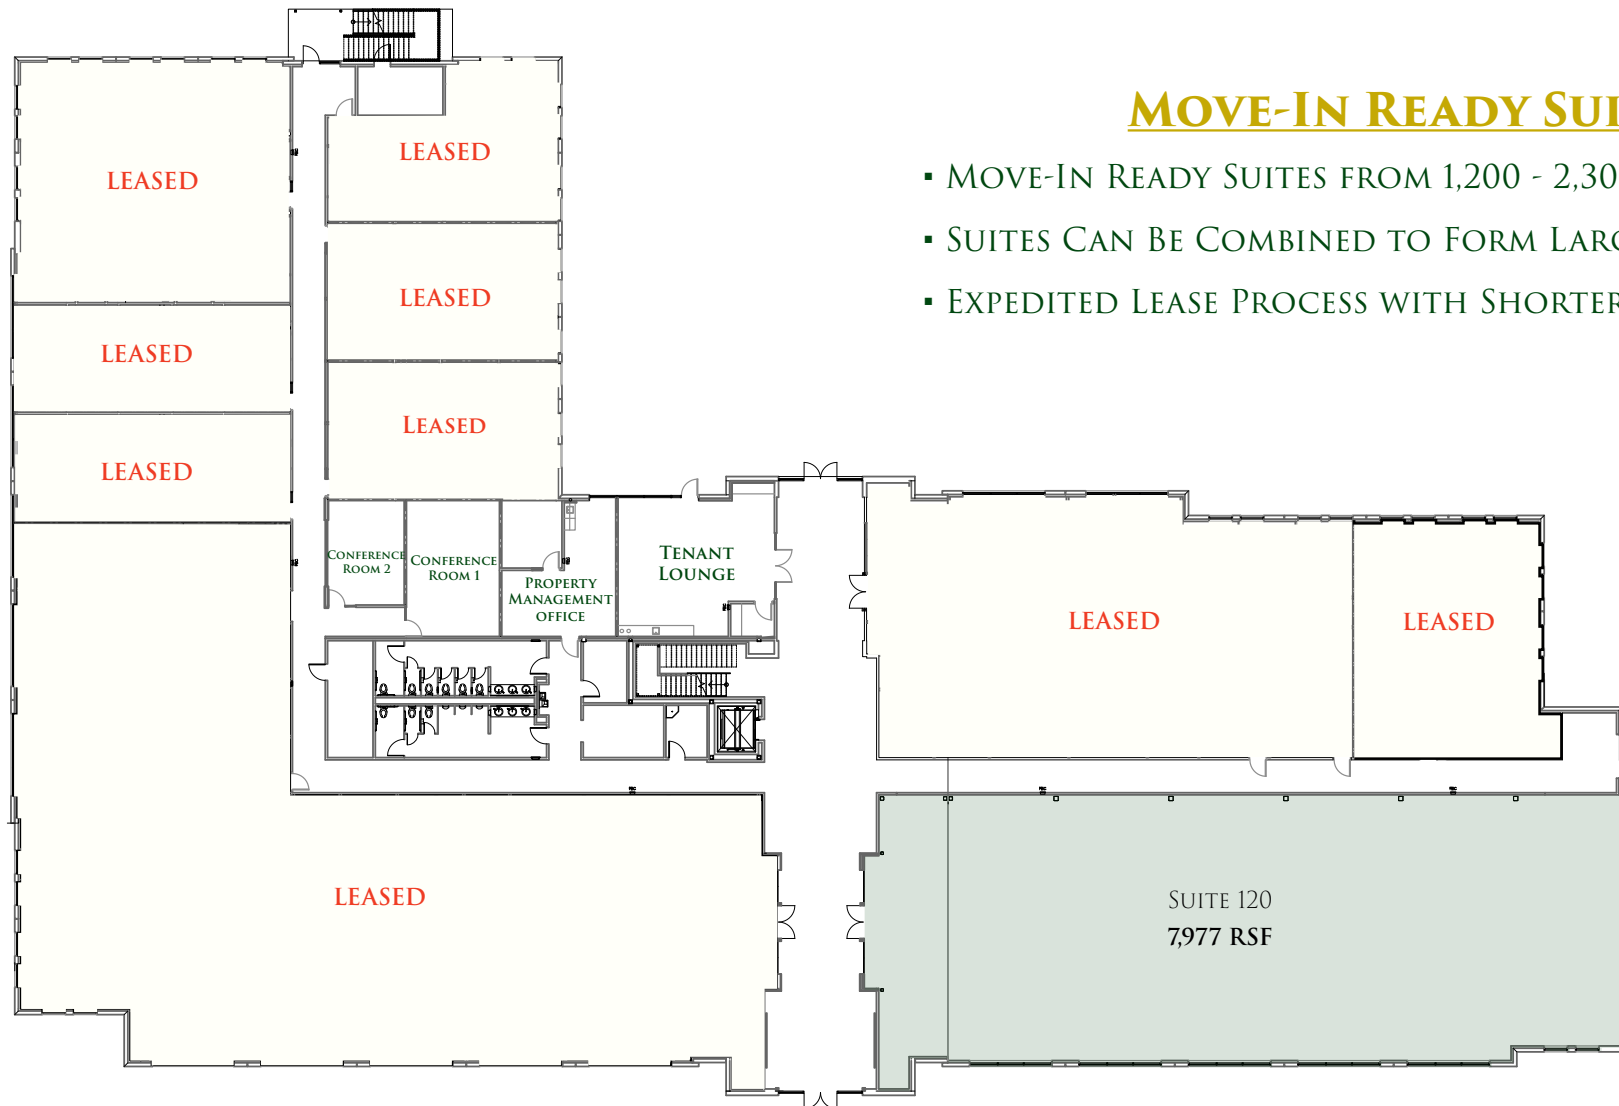 MOVE-IN READY SUI
▪ MOVE-IN READY SUITES FROM 1,200 - 2,30
▪ SUITES CAN BE COMBINED TO FORM LARG
▪ EXPEDITED LEASE PROCESS WITH SHORTER
LEASED
LEASED
LEASED
LEASED
LEASED
LEASED
CONFERENCE
ROOM 2
CONFERENCE
ROOM 1
PROPERTY
MANAGEMENT
OFFICE
TENANT
LOUNGE
LEASED
LEASED
LEASED
SUITE 120
7,977 RSF